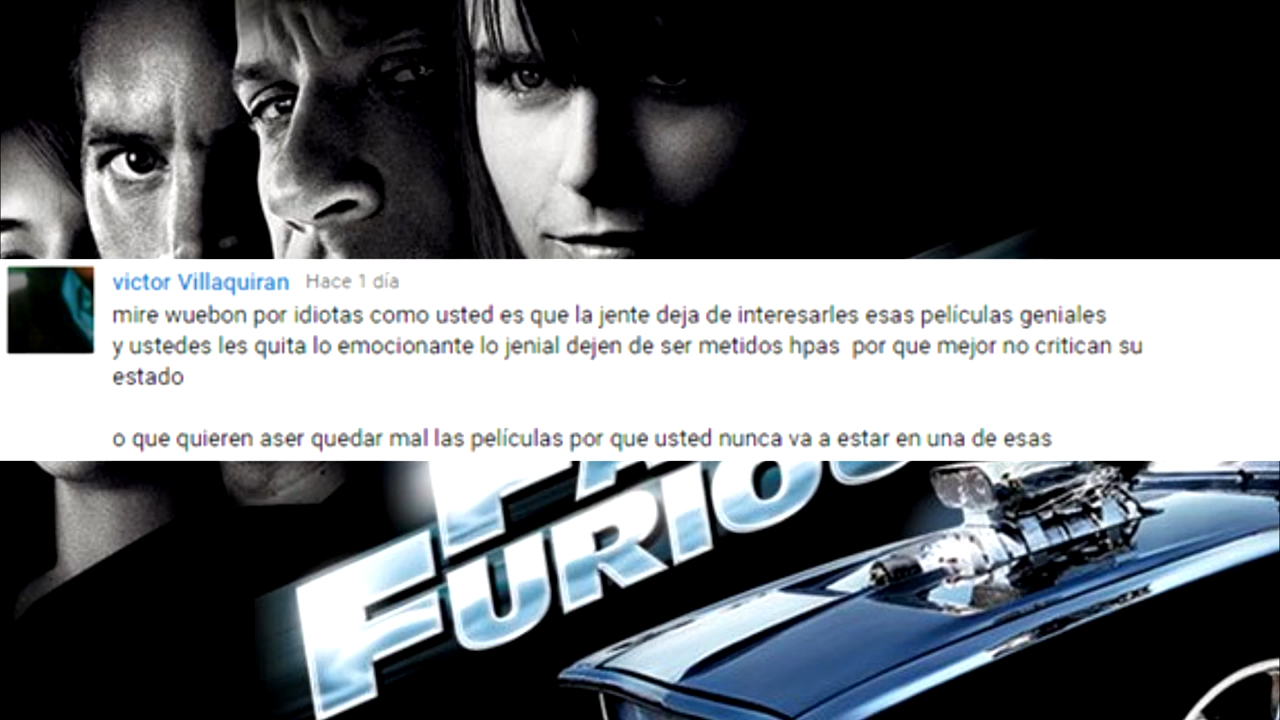 victor Villaquiran Hace 1 día
mire wuebon por idiotas como usted es que la jente deja de interesarles esas películas geniales
y ustedes les quita lo emocionante lo jenial dejen de ser metidos hpas por que mejor no critican su
estado
o que quieren aser quedar mal las películas por que usted nunca va a estar en una de esas
FURIOUS